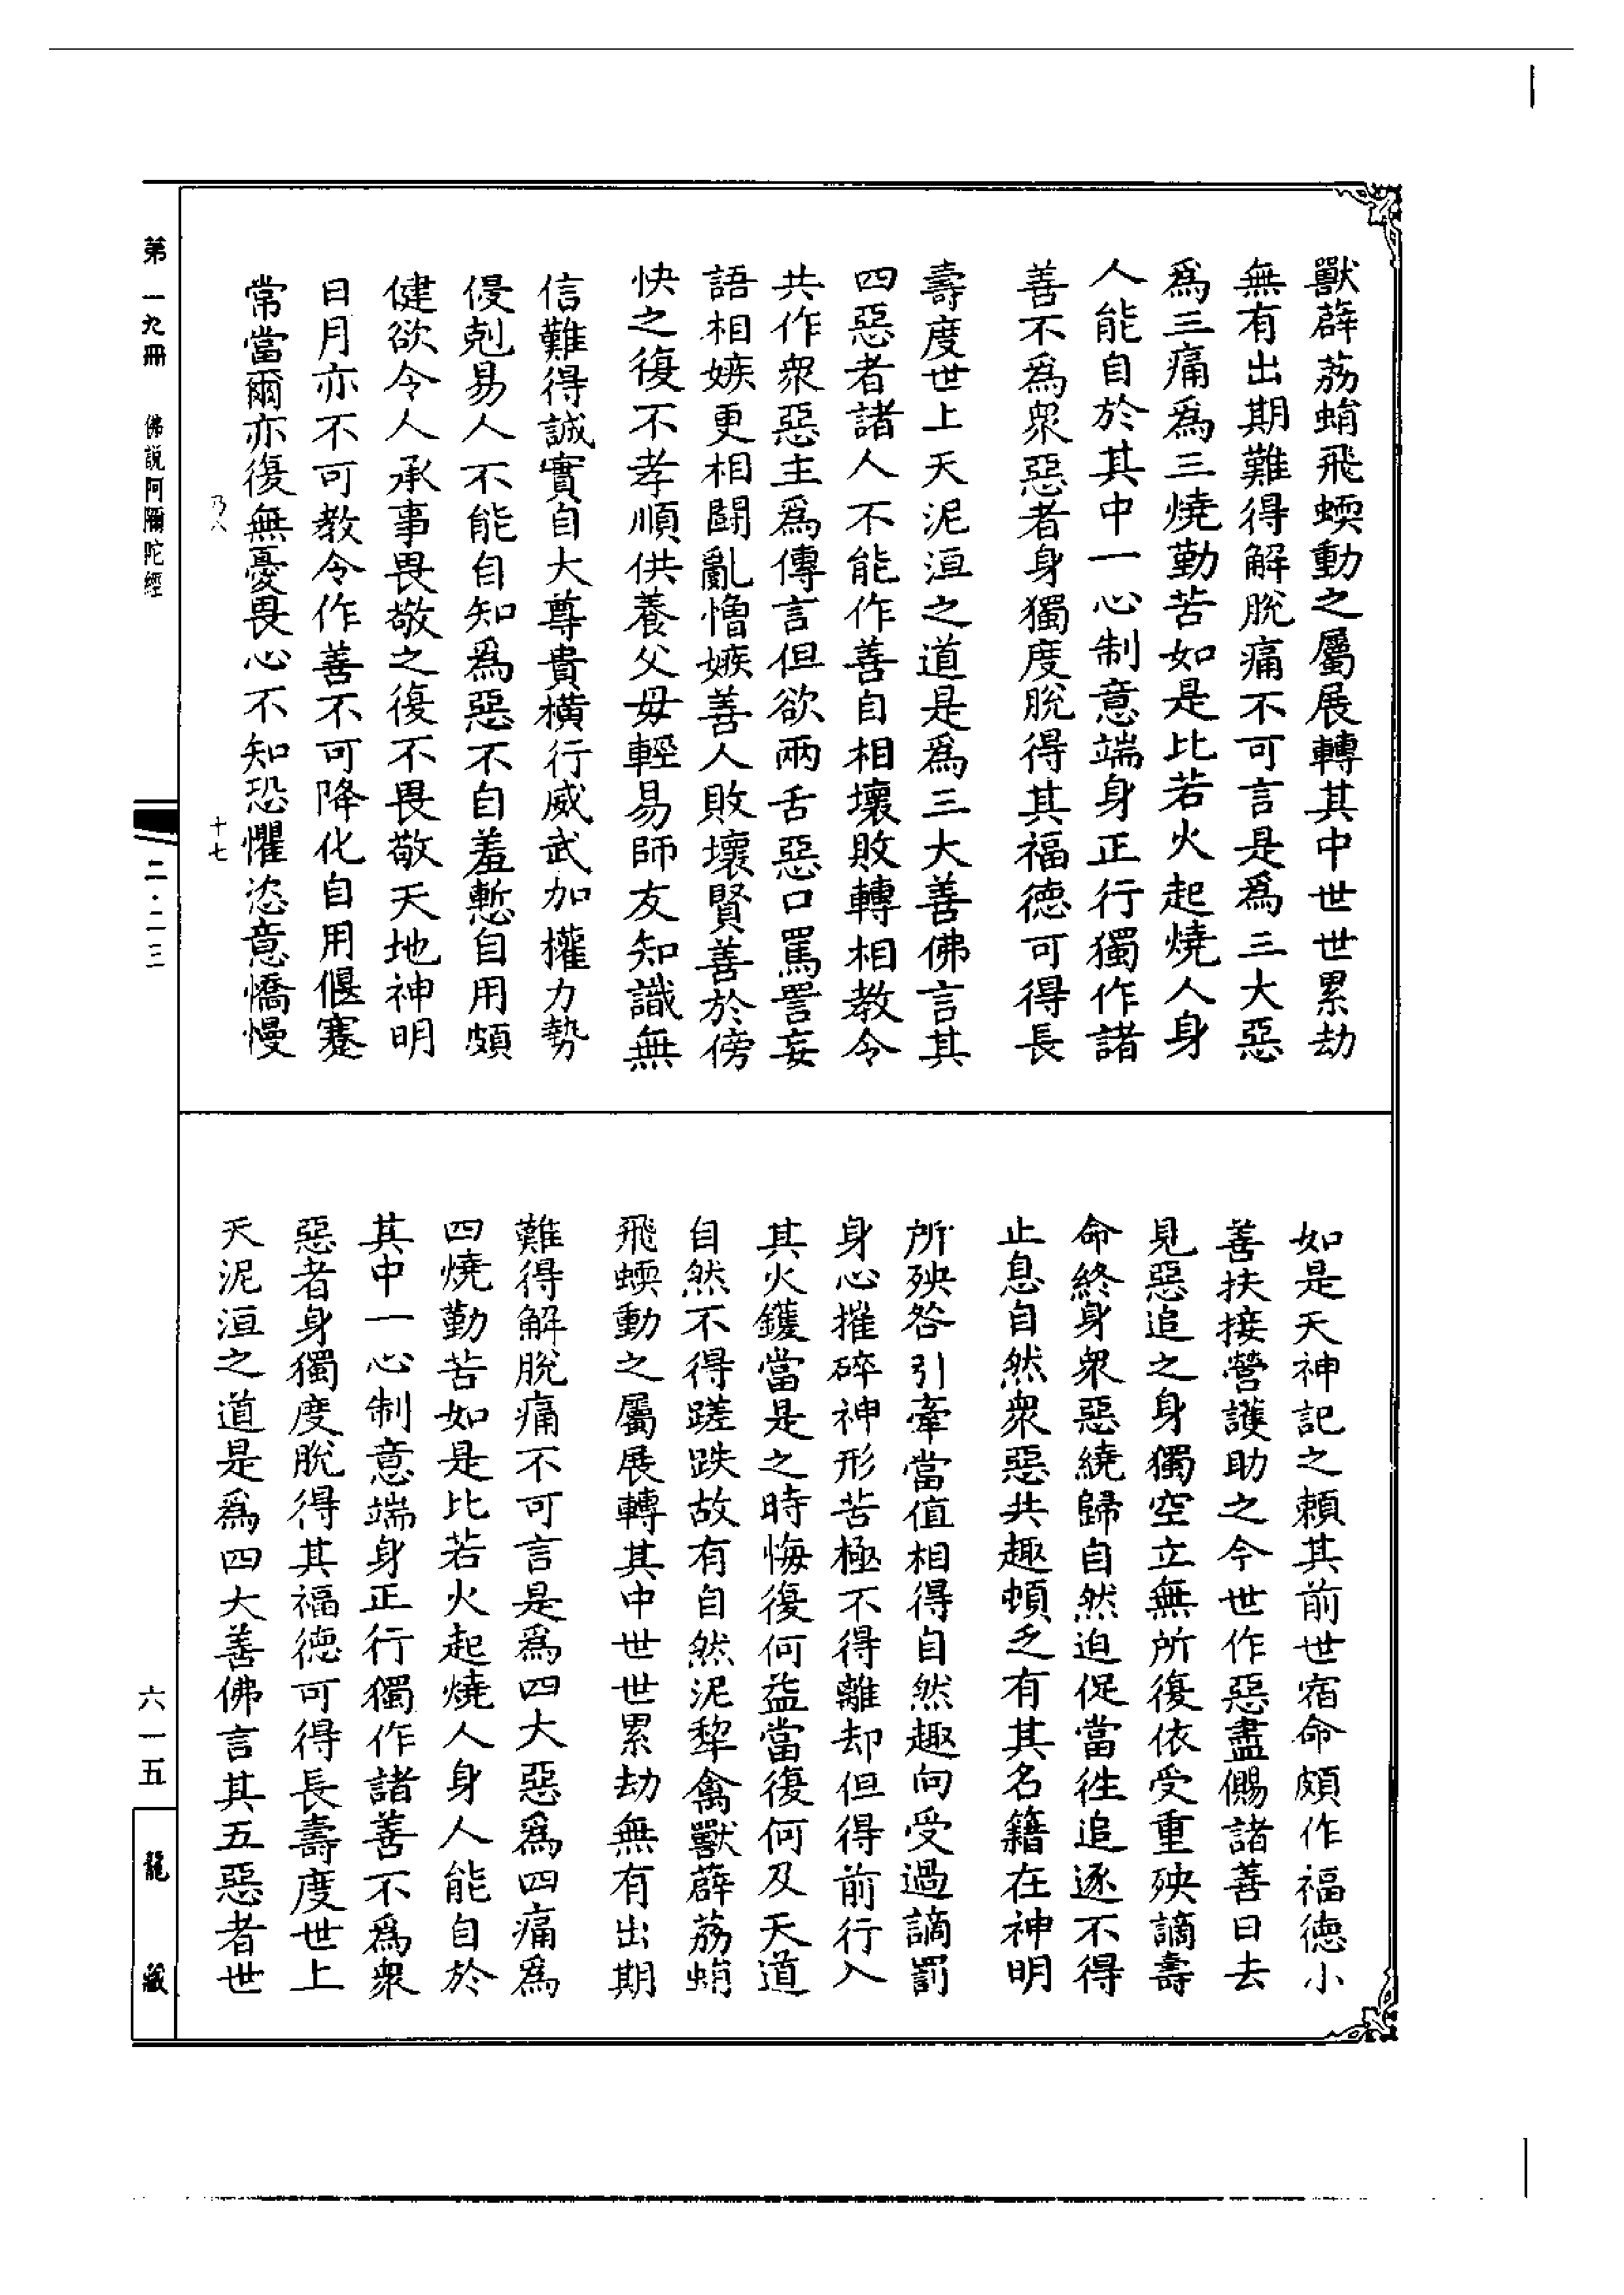 獸薜荔蜎飛蝡動之屬展轉其中世世累劫
無有出期難得解脫痛不可言是爲三大惡
爲三痛爲三燒勤苦如是比若火起燒人身
人能自於其中一心制意端身正行獨作諸
善不爲衆惡者身獨度脫得其福德可得長
壽度世上天泥洹之道是爲三大善佛言其
四惡者諸人不能作善自相壞敗轉相教令
共作衆惡主爲傳言但欲兩舌惡口罵詈妄
語相嫉更相鬪亂憎嫉善人敗壞賢善於傍
快之復不孝順供養父母輕易師友知識無
信難得誠實自大尊貴橫行威武加權力勢
侵剋易人不能自知爲惡不自羞慙自用頗
健欲令人承事畏敬之復不畏敬天地神明
日月亦不可教令作善不可降化自用偃蹇
常當爾亦復無憂畏心不知恐懼恣意憍慢
乃八 十七
如是天神記之賴其前世宿命頗作福德小
善扶接營護助之今世作惡盡儩諸善日去
見惡追之身獨空立無所復依受重殃讁壽
命終身衆惡繞歸自然迫促當徃追逐不得
止息自然衆惡共趣頓乏有其名籍在神明
所殃咎引牽當值相得自然趣向受過讁罰
身心摧碎神形苦極不得離却但得前行入
其火鑊當是之時悔復何益當復何及天道
自然不得蹉跌故有自然泥犂禽獸薜荔蜎
飛蝡動之屬展轉其中世世累劫無有出期
難得解脫痛不可言是爲四大惡爲四痛爲
四燒勤苦如是比若火起燒人身人能自於
其中一心制意端身正行獨作諸善不爲衆
惡者身獨度脫得其福德可得長壽度世上
天泥洹之道是爲四大善佛言其五惡者世
第一九冊 佛説阿彌陀經 二·二三 六一五 龍藏